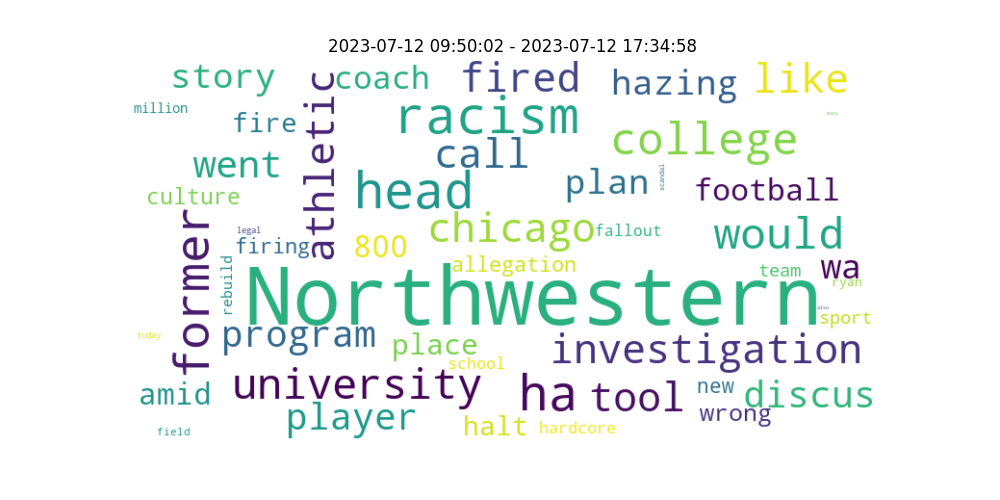 2023-07-12 09:50:02 - 2023-07-12 17:34:58
story
coach
fired
hazing
like
million
fire
athletic
racism
college
call
went
head
plan
scandal
football
culture
former
chicago
fallout
would
legal
firing
800
allegation
team
wa
ryan
rebuild
Northwestern
also
sport
today
program
place
school
investigation
amid
university
ha
tool
new
discus
wrong
player
halt
hardcore
field